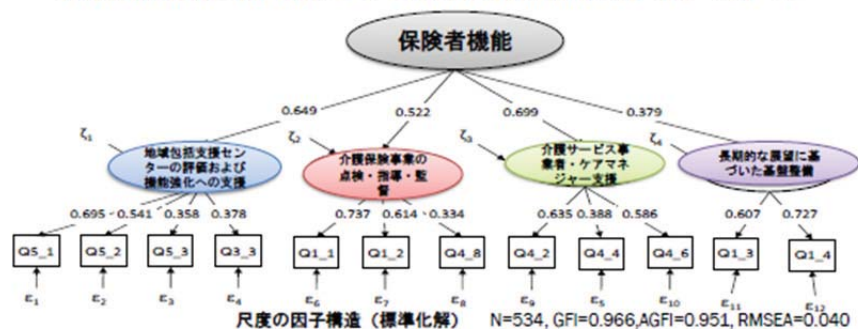 保険者機能
0.649 0.522 0.699 0.379
ζ1 ζ2 ζ3 ζ4
地域包括支援セン
ターの評価および
機能強化への支援
介護保険事業の
点検・指導・監
督
介護サービス事
業者・ケアマネ
ジャー支援
長期的な展望に基
づいた基盤整備
0.695 0.541 0.358 0.378 0.737 0.614 0.334 0.635 0.388 0.586 0.607 0.727
Q5_1 Q5_2 Q5_3 Q3_3 Q1_1 Q1_2 Q4_8 Q4_2 Q4_4 Q4_6 Q1_3 Q1_4
ε1 ε2 ε3 ε4 ε6 ε7 ε8 ε9 ε5 ε10 ε11 ε12
尺度の因子構造(標準化解) N=534, GFI=0.966,AGFI=0.951, RMSEA=0.040